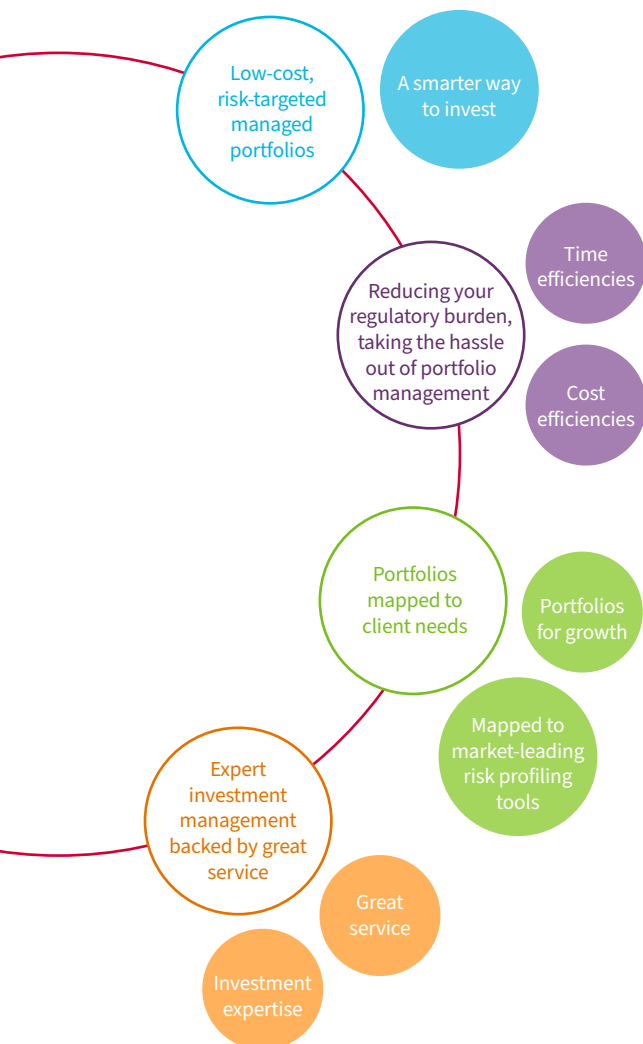 Low-cost,
risk-targeted
managed
portfolios
A smarter way
to invest
Reducing your
regulatory burden,
taking the hassle
out of portfolio
management
Time
efficiencies
Cost
efficiencies
Portfolios
mapped to
client needs
Portfolios
for growth
Mapped to
market-leading
risk profiling
tools
Expert
investment
management
backed by great
service
Great
service
Investment
expertise